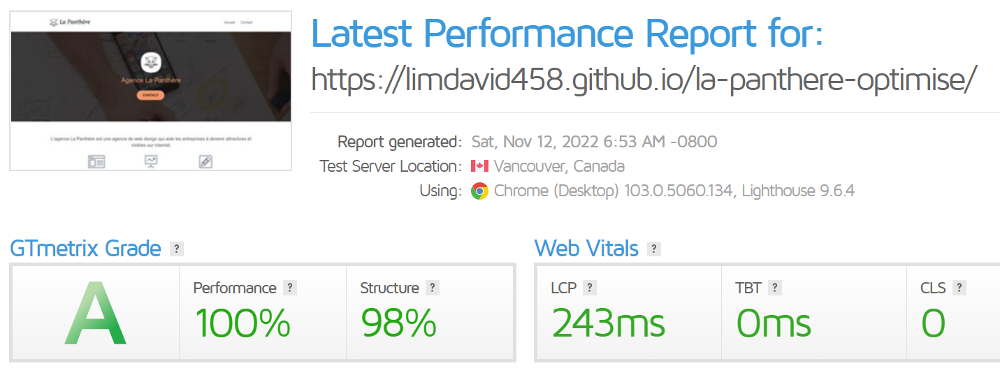 La Panthère
Accueil Contact
Agence La Panthère
CONTACT
L'agence La Panthère est une agence de web design qui aide les entreprises à devenir attractives et
visibles sur internet.
Latest Performance Report for:
https://limdavid458.github.io/la-panthere-optimise/
Report generated: Sat, Nov 12, 2022 6:53 AM -0800
Test Server Location: Vancouver, Canada
Using: Chrome (Desktop) 103.0.5060.134, Lighthouse 9.6.4
GTmetrix Grade ?
A
Performance ?
100%
Structure ?
98%
Web Vitals ?
LCP ?
243ms
TBT ?
0ms
CLS ?
0